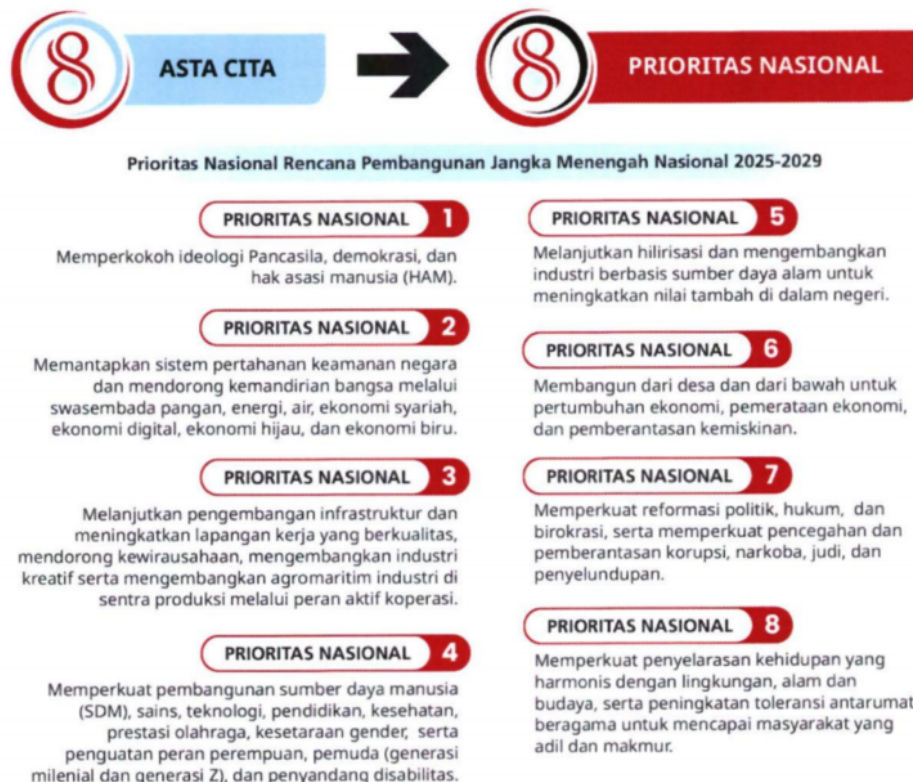 8 ASTA CITA
8 PRIORITAS NASIONAL
Prioritas Nasional Rencana Pembangunan Jangka Menengah Nasional 2025-2029
PRIORITAS NASIONAL 1
Memperkokoh ideologi Pancasila, demokrasi, dan
hak asasi manusia (HAM).
PRIORITAS NASIONAL 2
Memantapkan sistem pertahanan keamanan negara
dan mendorong kemandirian bangsa melalui
swasembada pangan, energi, air, ekonomi syariah,
ekonomi digital, ekonomi hijau, dan ekonomi biru.
PRIORITAS NASIONAL 3
Melanjutkan pengembangan infrastruktur dan
meningkatkan lapangan kerja yang berkualitas,
mendorong kewirausahaan, mengembangkan industri
kreatif serta mengembangkan agromaritim industri di
sentra produksi melalui peran aktif koperasi.
PRIORITAS NASIONAL 4
Memperkuat pembangunan sumber daya manusia
(SDM), sains, teknologi, pendidikan, kesehatan,
prestasi olahraga, kesetaraan gender, serta
penguatan peran perempuan, pemuda (generasi
milenial dan generasi Z), dan penyandang disabilitas.
PRIORITAS NASIONAL 5
Melanjutkan hilirisasi dan mengembangkan
industri berbasis sumber daya alam untuk
meningkatkan nilai tambah di dalam negeri.
PRIORITAS NASIONAL 6
Membangun dari desa dan dari bawah untuk
pertumbuhan ekonomi, pemerataan ekonomi,
dan pemberantasan kemiskinan.
PRIORITAS NASIONAL 7
Memperkuat reformasi politik, hukum, dan
birokrasi, serta memperkuat pencegahan dan
pemberantasan korupsi, narkoba, judi, dan
penyelundupan.
PRIORITAS NASIONAL 8
Memperkuat penyelarasan kehidupan yang
harmonis dengan lingkungan, alam dan
budaya, serta peningkatan toleransi antarumat
beragama untuk mencapai masyarakat yang
adil dan makmur.